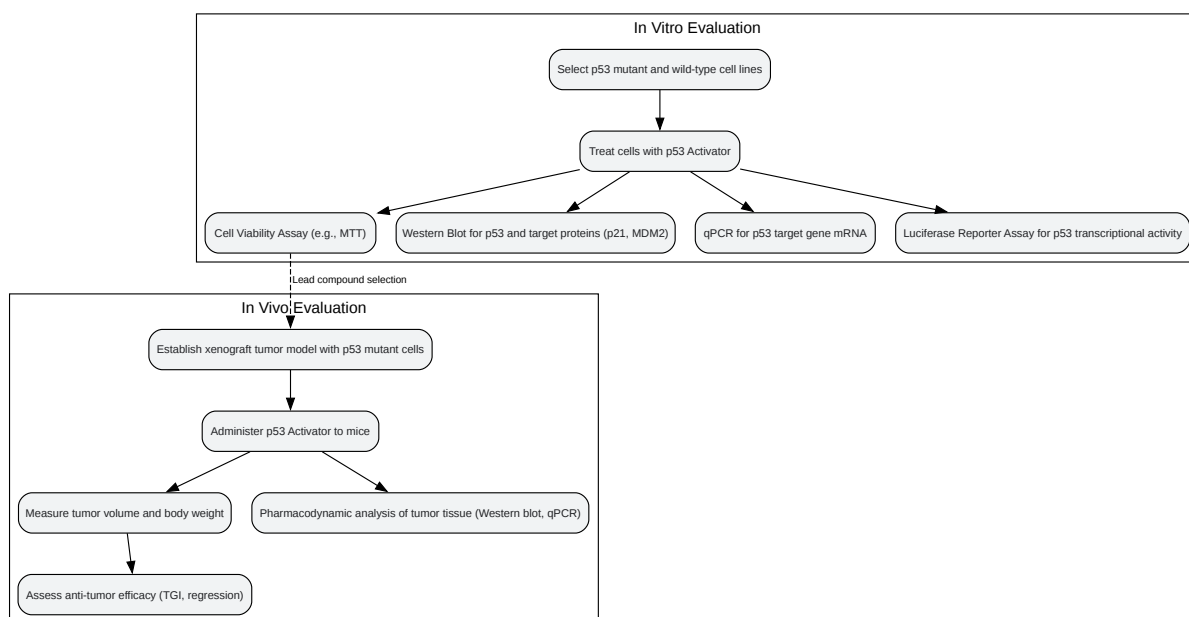 In Vitro Evaluation
Select p53 mutant and wild-type cell lines
Treat cells with p53 Activator
Cell Viability Assay (e.g., MTT)
Western Blot for p53 and target proteins (p21, MDM2)
qPCR for p53 target gene mRNA
Luciferase Reporter Assay for p53 transcriptional activity
Lead compound selection
In Vivo Evaluation
Establish xenograft tumor model with p53 mutant cells
Administer p53 Activator to mice
Measure tumor volume and body weight
Pharmacodynamic analysis of tumor tissue (Western blot, qPCR)
Assess anti-tumor efficacy (TGI, regression)